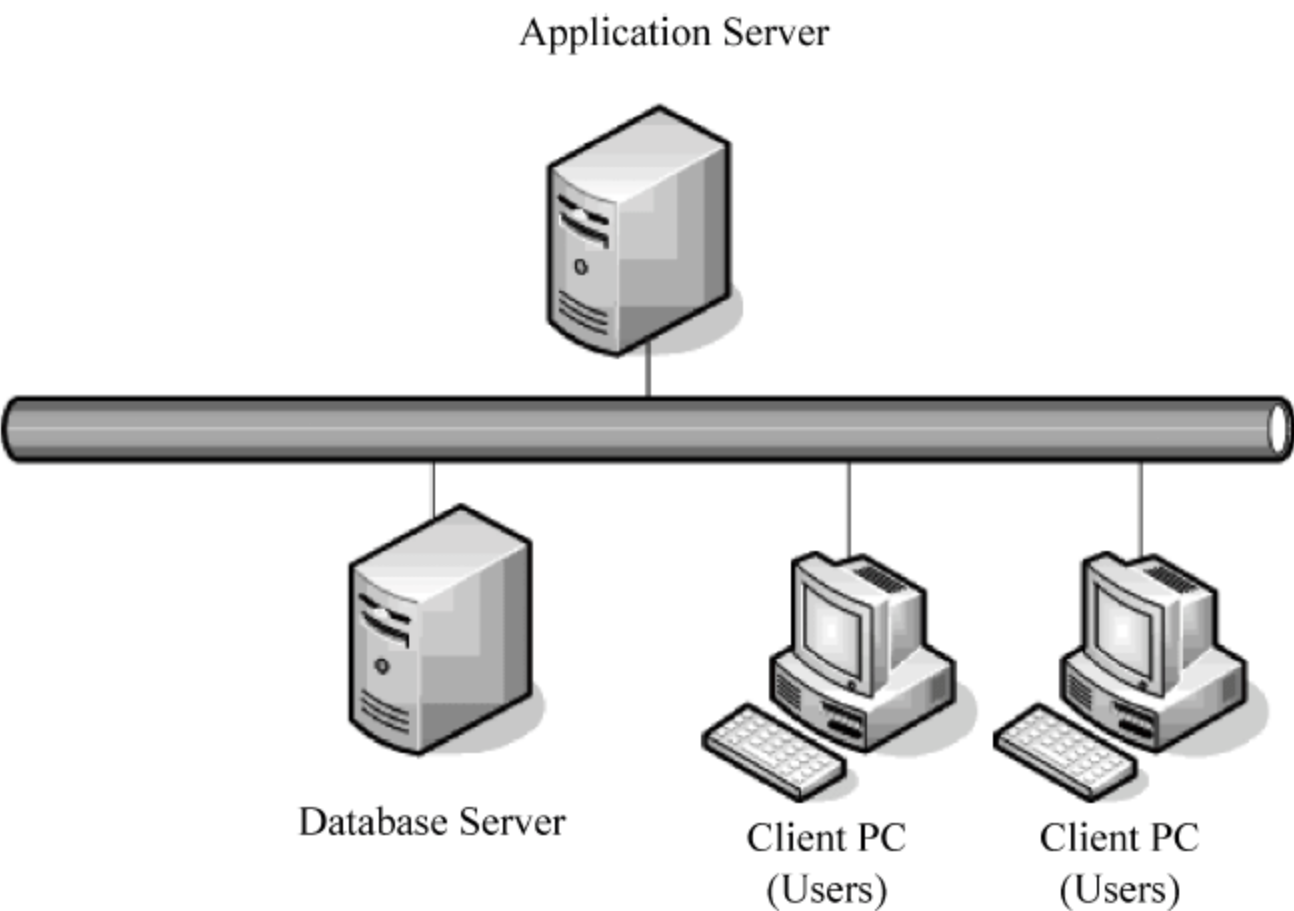 Application Server
Database Server
Client PC
(Users)
Client PC
(Users)